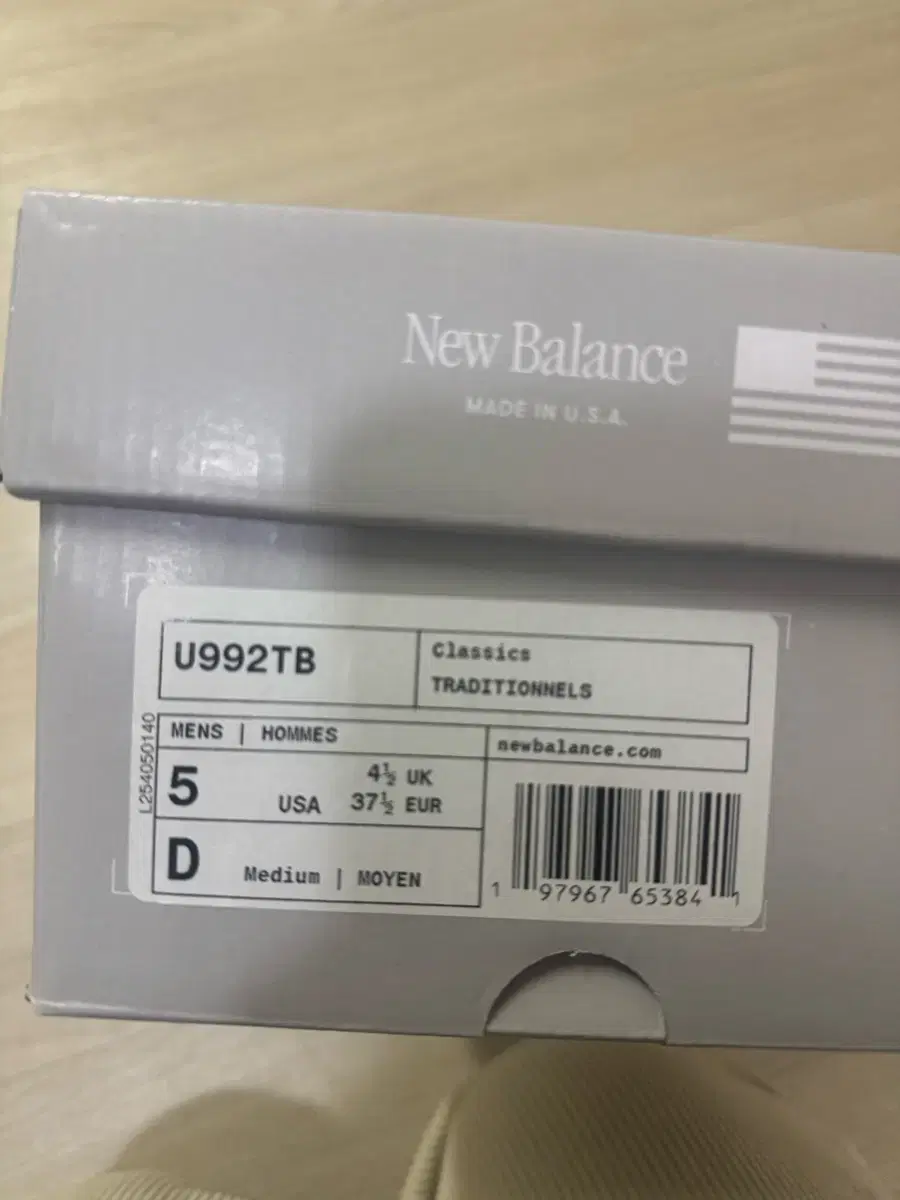 New Balance
MADE IN U.S.A.
U992TB
Classics
TRADITIONNELS
MENS | HOMMES
newbalance.com
5 USA
4½ UK
37½ EUR
D Medium | MOYEN
L254050140
1 97967 65384 1